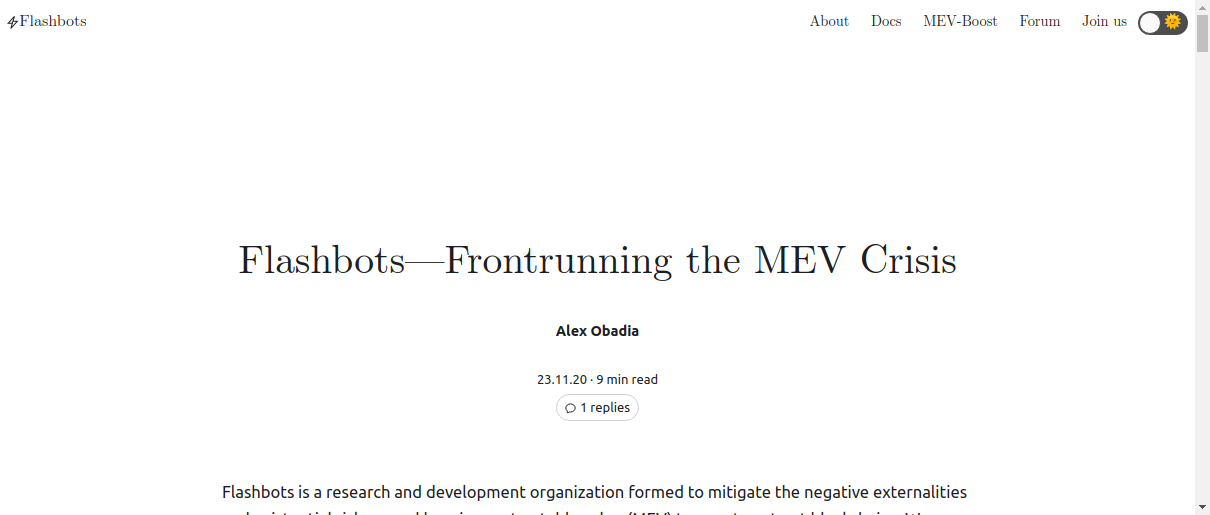 Flashbots
About Docs MEV-Boost Forum Join us
Flashbots—Frontrunning the MEV Crisis
Alex Obadia
23.11.20 · 9 min read
1 replies
Flashbots is a research and development organization formed to mitigate the negative externalities